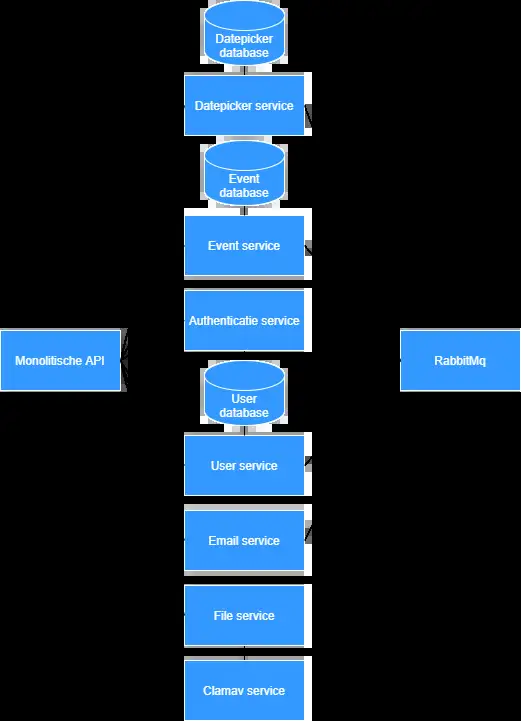 Datepicker
database
Datepicker service
Event
database
Event service
Authenticatie service
Monolitische API
RabbitMq
User
database
User service
Email service
File service
Clamav service